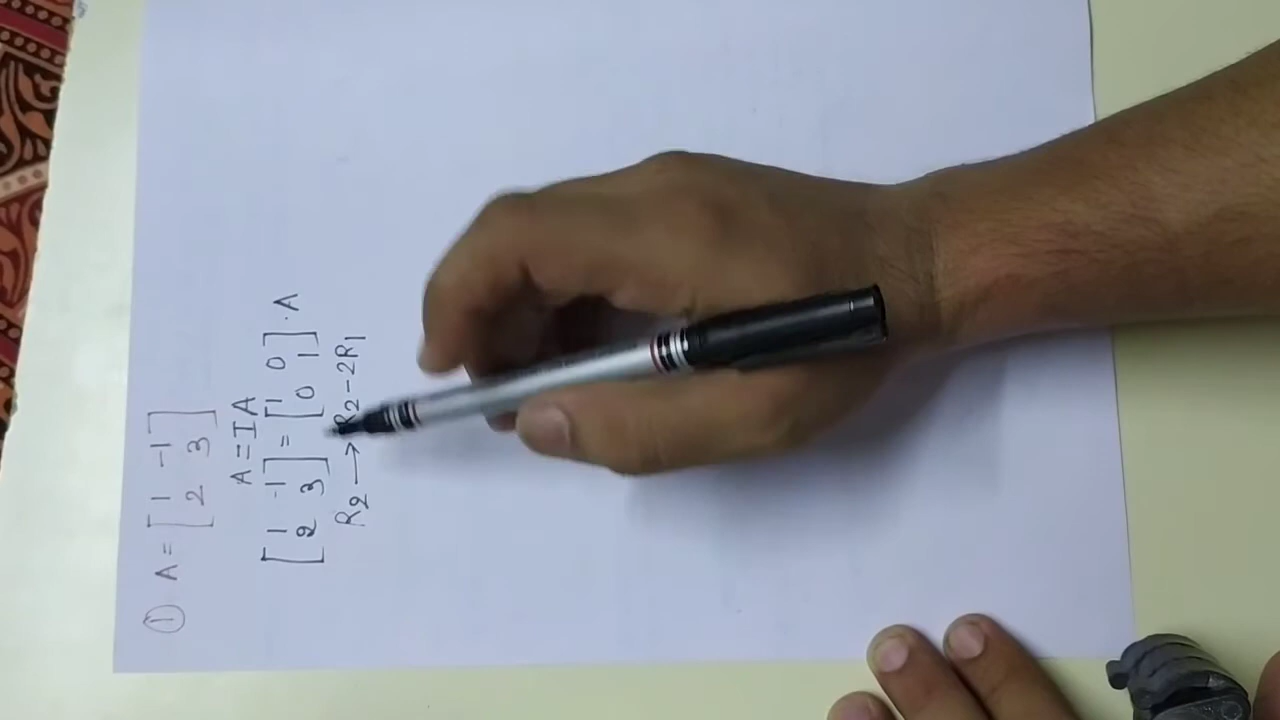 ① A = [1 -1
2 3]
A = IA
[1 -1
2 3] = [1 0
0 1] . A
R2 → R2 - 2R1